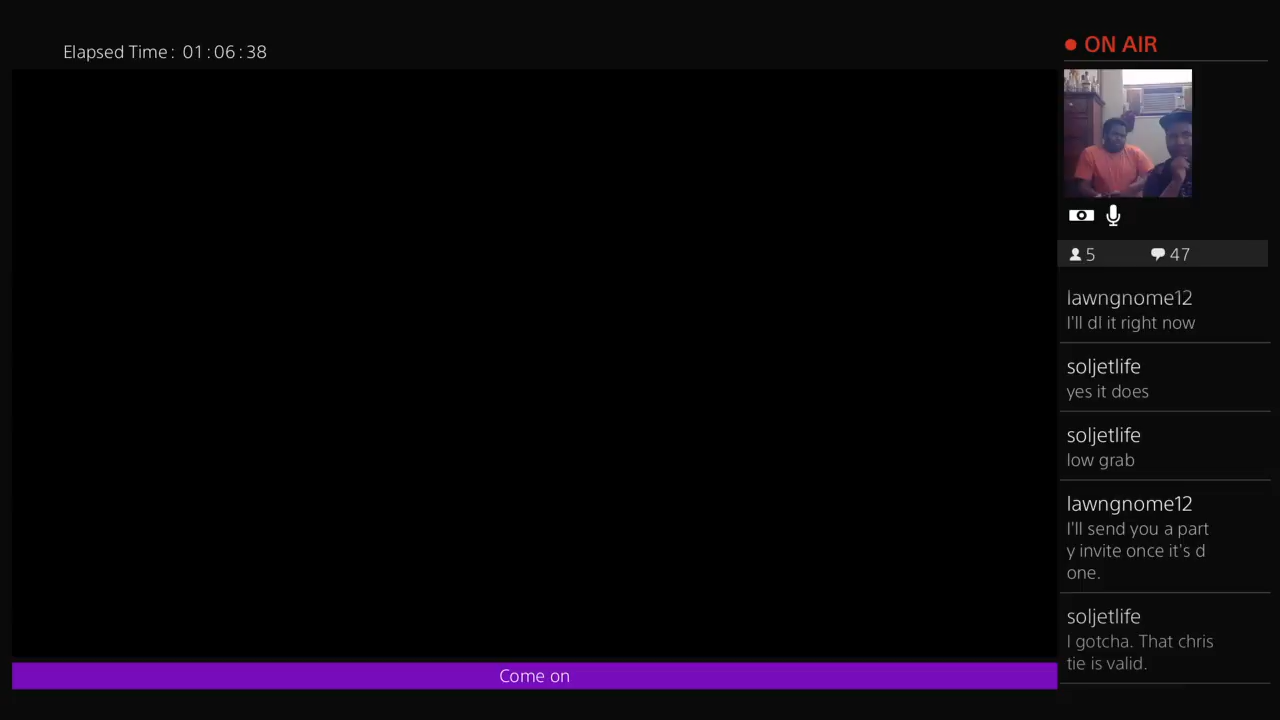 Elapsed Time: 01:06:38
ON AIR
5 47
lawngnome12
I'll dl it right now
soljetlife
yes it does
soljetlife
low grab
lawngnome12
I'll send you a part
y invite once it's d
one.
soljetlife
I gotcha. That chris
tie is valid.
Come on